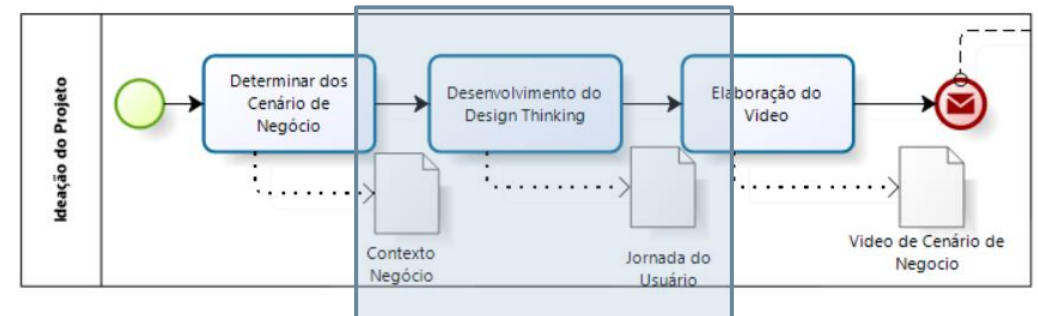 Ideação do Projeto
Determinar dos
Cenário de
Negócio
Desenvolvimento do
Design Thinking
Elaboração do
Video
Contexto
Negócio
Jornada do
Usuário
Video de Cenário de
Negocio